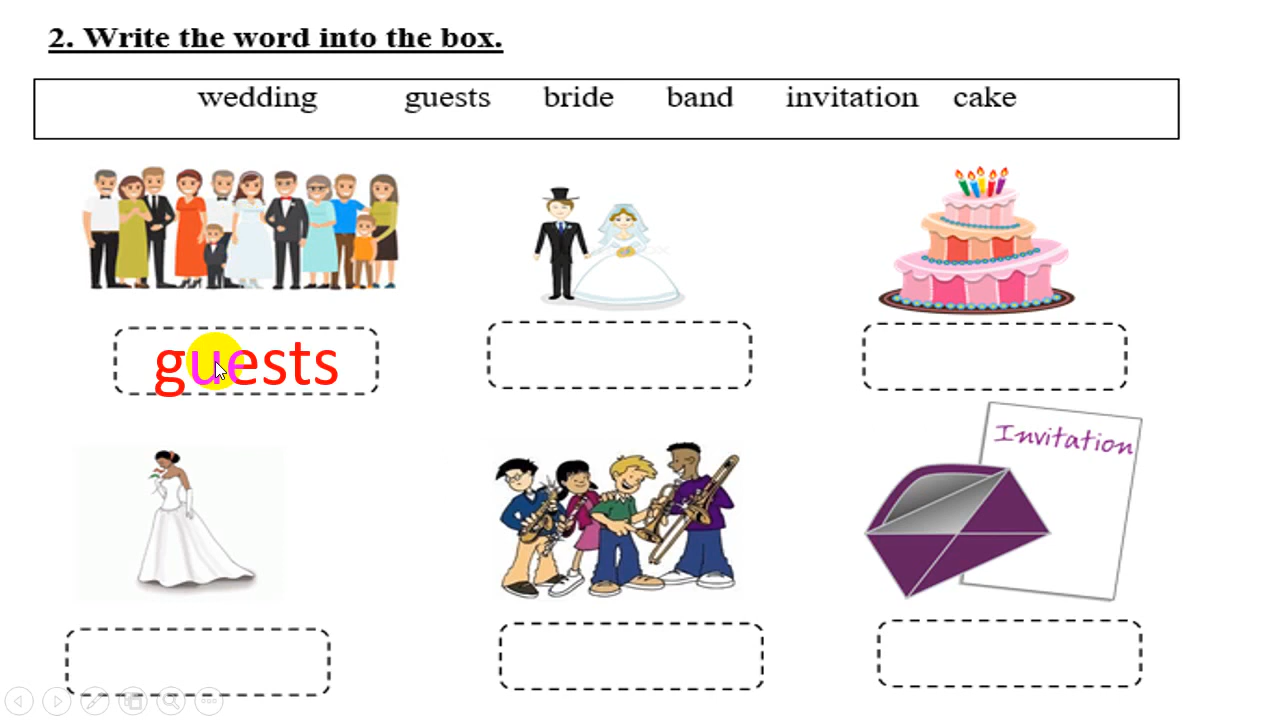 2. Write the word into the box.
wedding guests bride band invitation cake
guests
Invitation